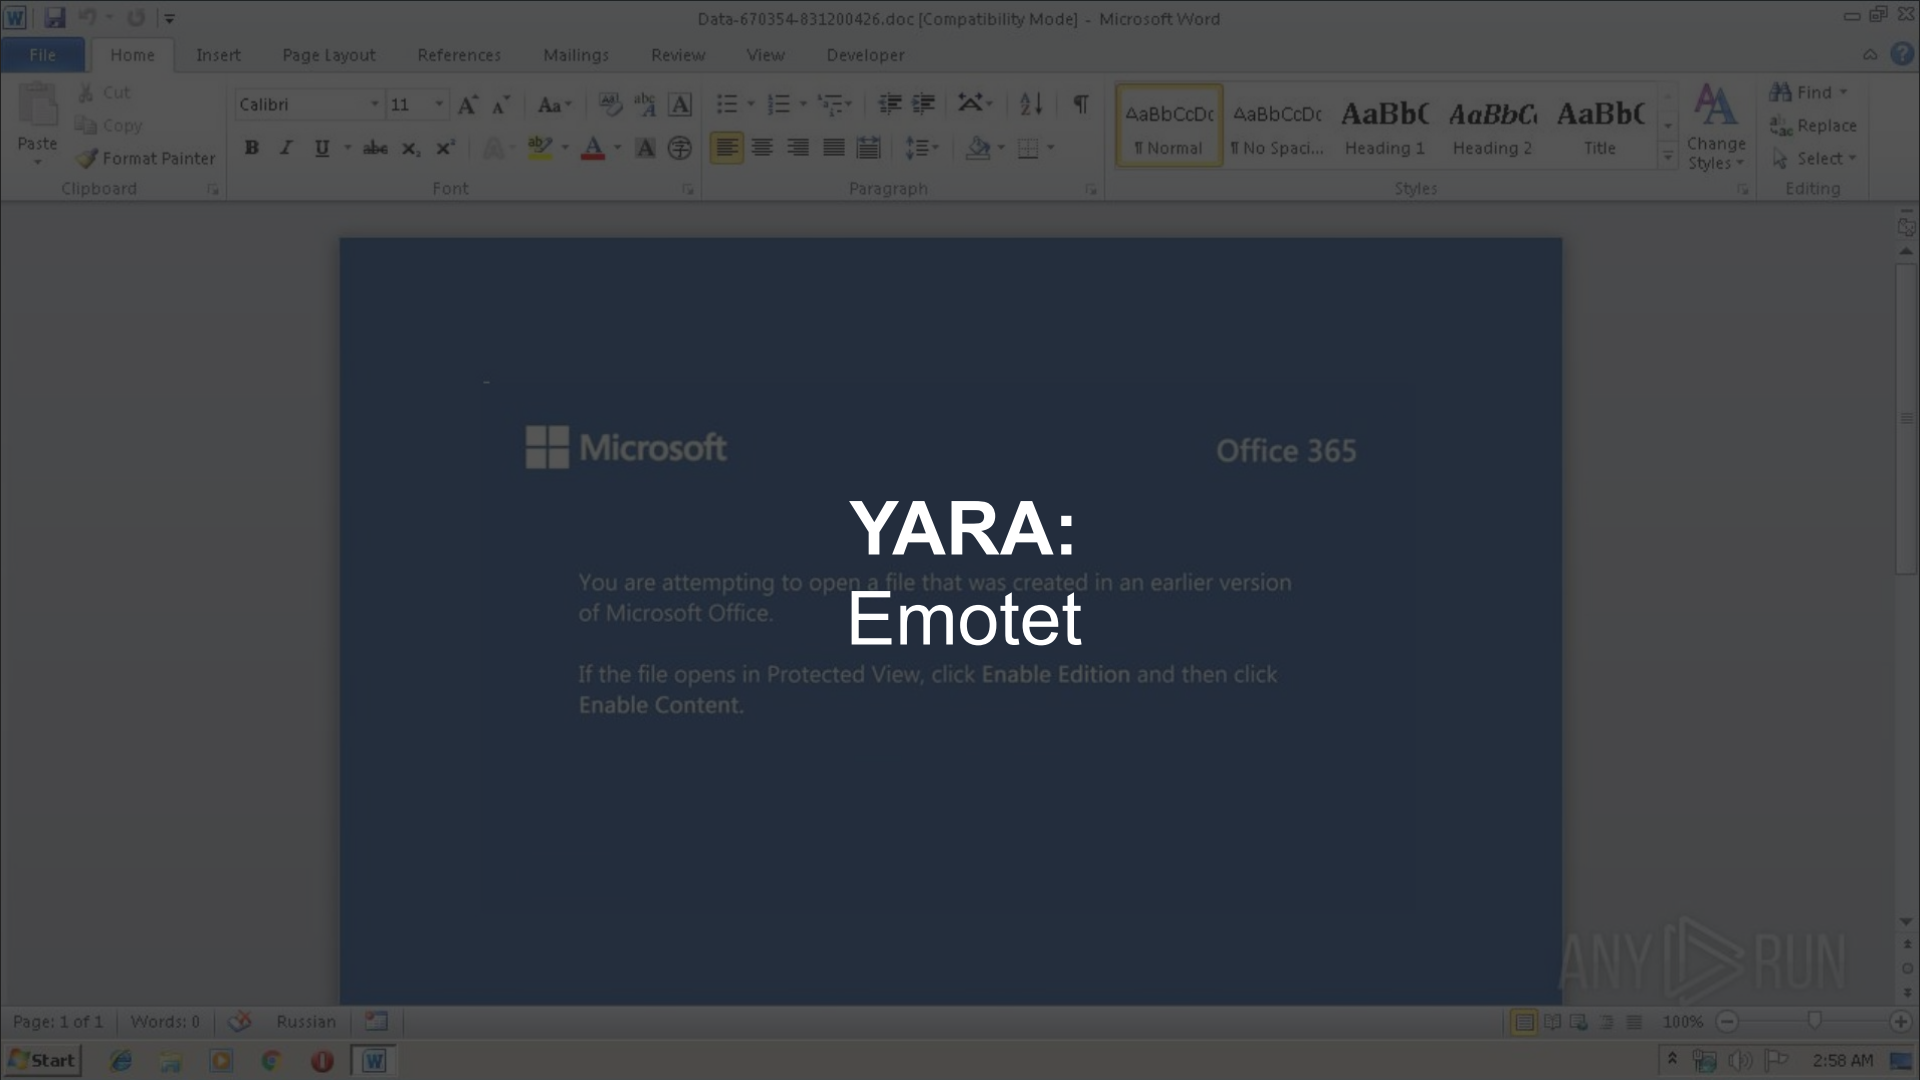 Data-670354-831200426.doc [Compatibility Mode] - Microsoft Word
File Home Insert Page Layout References Mailings Review View Developer
Paste
Cut
Copy
Format Painter
Clipboard
Calibri 11
Font
Paragraph
AaBbCcDc AaBbCcDc AaBbC AaBbC AaBbC
¶ Normal ¶ No Spaci... Heading 1 Heading 2 Title
Change
Styles
Styles
Find
Replace
Select
Editing
Microsoft
Office 365
YARA:
You are attempting to open a file that was created in an earlier version
of Microsoft Office.
Emotet
If the file opens in Protected View, click Enable Edition and then click
Enable Content.
ANY RUN
Page: 1 of 1 Words: 0 Russian 100%
Start 2:58 AM